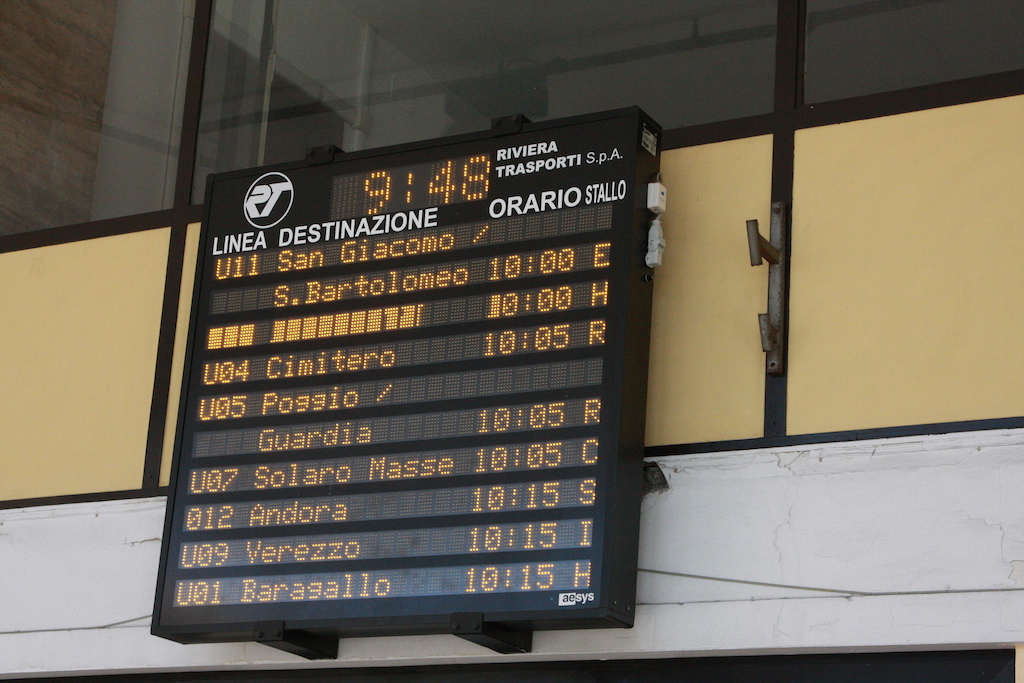 RT 9:48 RIVIERA
TRASPORTI S.p.A.
LINEA DESTINAZIONE ORARIO STALLO
U11 San Giacomo /
S.Bartolomeo 10:00 E
10:00 H
U04 Cimitero 10:05 R
U05 Poggio /
Guardia 10:05 R
U07 Solaro Masse 10:05 C
012 Andora 10:15 S
U09 Verezzo 10:15 I
U01 Baragallo 10:15 H
aesys